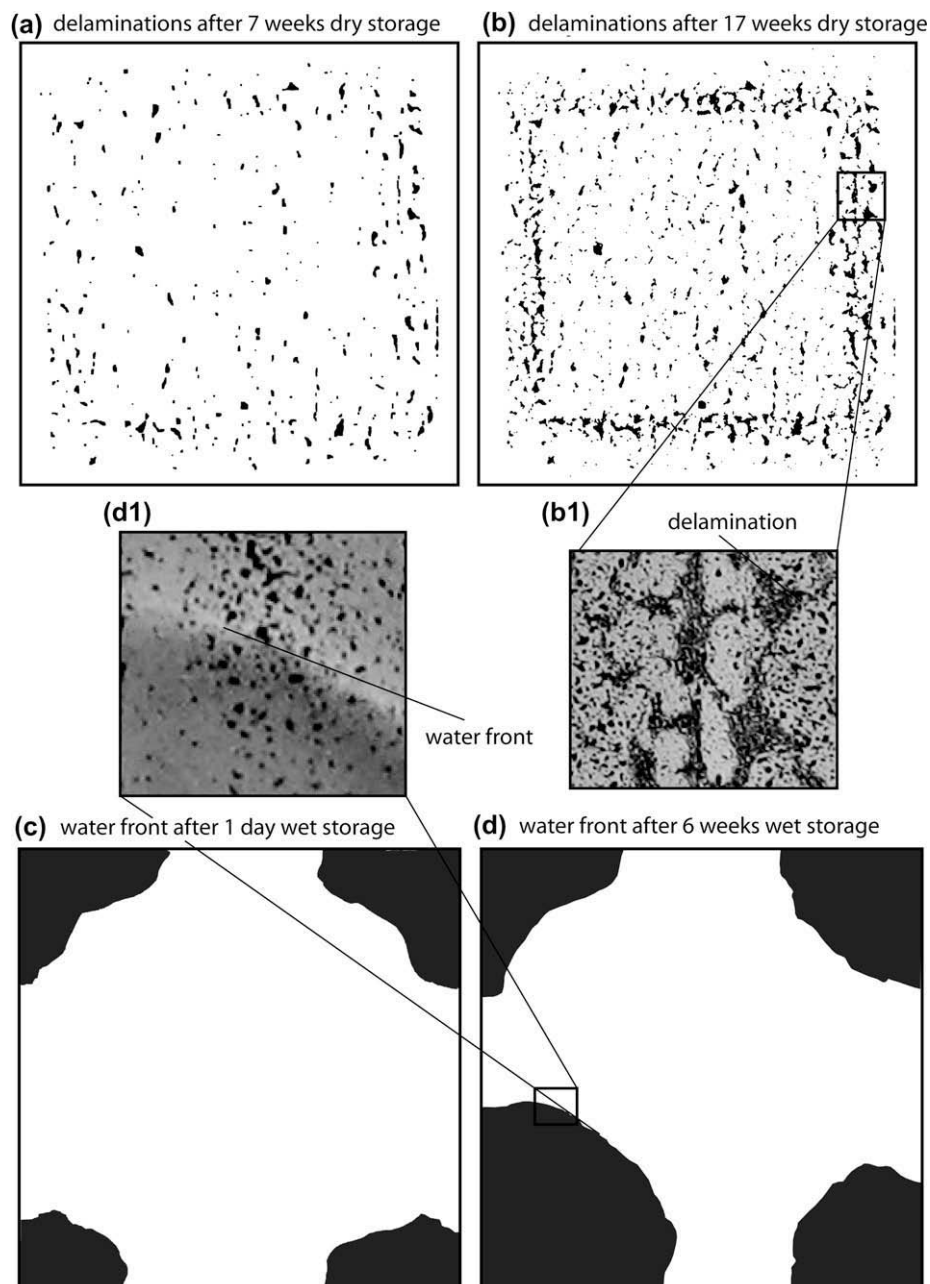 (a) delaminations after 7 weeks dry storage
(b) delaminations after 17 weeks dry storage
(d1)
(b1)
delamination
water front
(c) water front after 1 day wet storage
(d) water front after 6 weeks wet storage